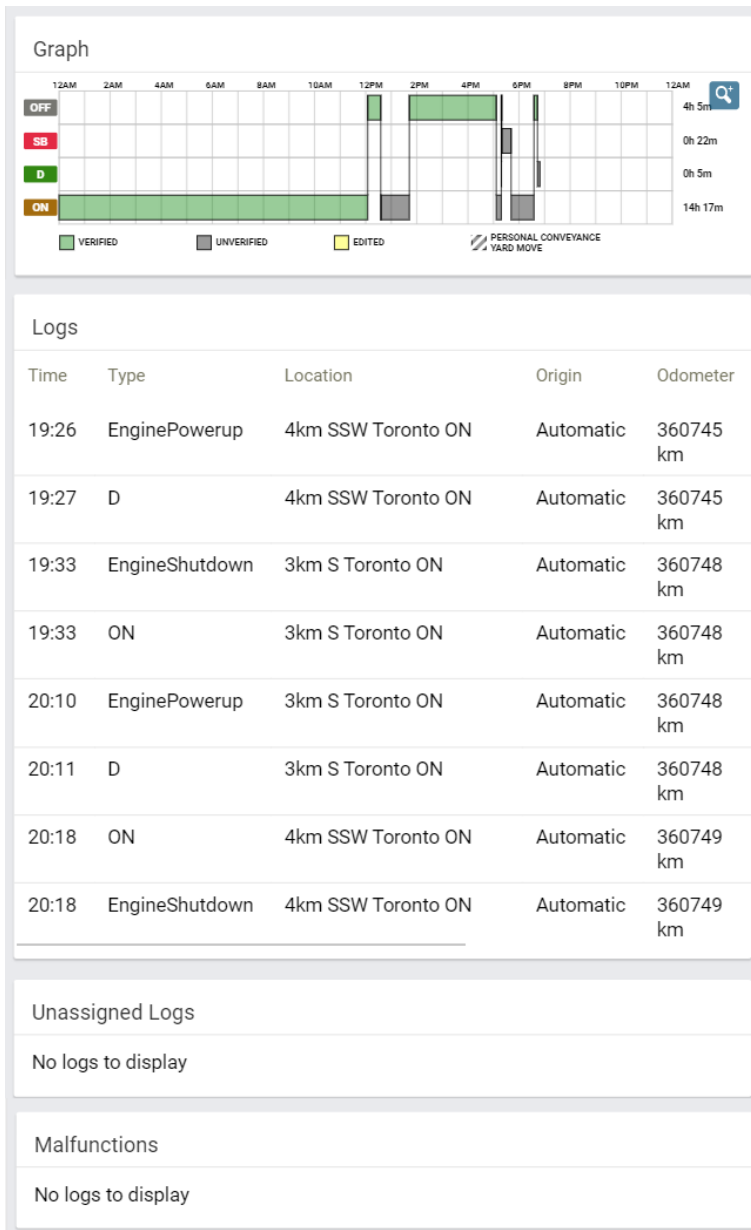 Graph
12AM 2AM 4AM 6AM 8AM 10AM 12PM 2PM 4PM 6PM 8PM 10PM 12AM
OFF 4h 5m
SB 0h 22m
D 0h 5m
ON 14h 17m
VERIFIED UNVERIFIED EDITED PERSONAL CONVEYANCE
YARD MOVE
Logs
Time Type Location Origin Odometer
19:26 EnginePowerup 4km SSW Toronto ON Automatic 360745
km
19:27 D 4km SSW Toronto ON Automatic 360745
km
19:33 EngineShutdown 3km S Toronto ON Automatic 360748
km
19:33 ON 3km S Toronto ON Automatic 360748
km
20:10 EnginePowerup 3km S Toronto ON Automatic 360748
km
20:11 D 3km S Toronto ON Automatic 360748
km
20:18 ON 4km SSW Toronto ON Automatic 360749
km
20:18 EngineShutdown 4km SSW Toronto ON Automatic 360749
km
Unassigned Logs
No logs to display
Malfunctions
No logs to display